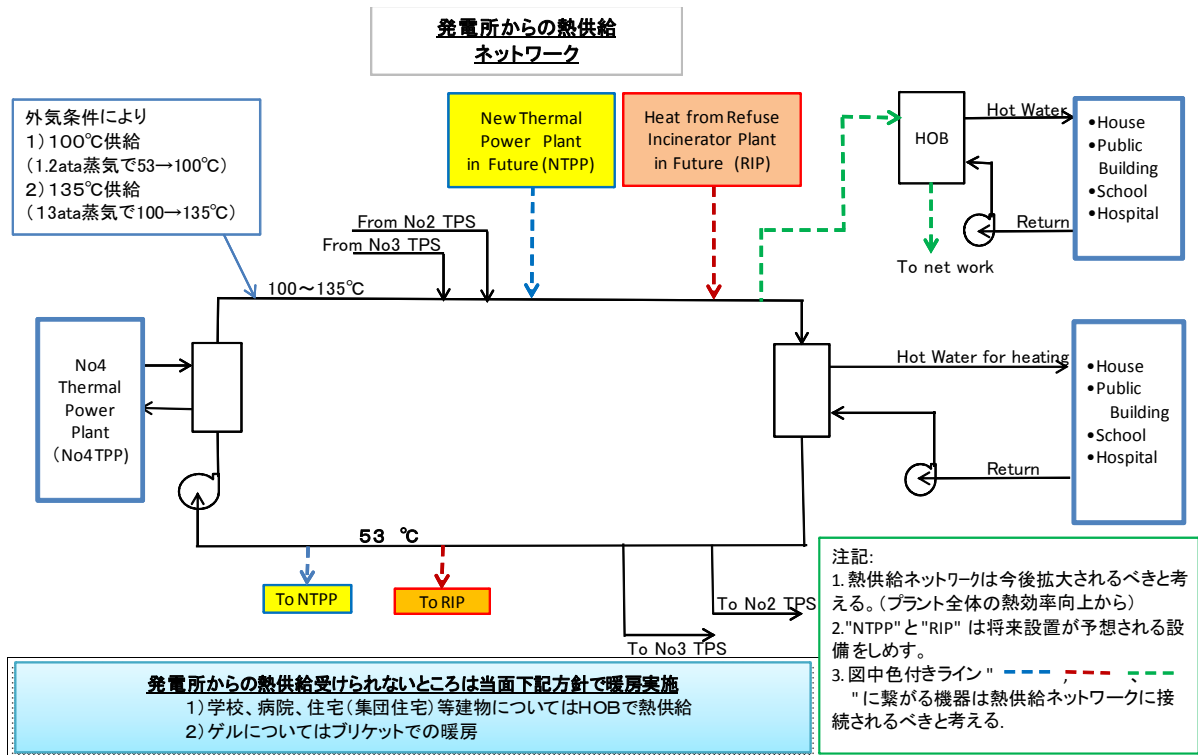 発電所からの熱供給
ネットワーク
外気条件により
1)100℃供給
(1.2ata蒸気で53→100℃)
2)135℃供給
(13ata蒸気で100→135℃)
New Thermal
Power Plant
in Future (NTPP)
Heat from Refuse
Incinerator Plant
in Future (RIP)
HOB
Hot Water
•House
•Public
Building
•School
•Hospital
Return
To net work
From No2 TPS
From No3 TPS
100～135℃
No4
Thermal
Power
Plant
(No4TPP)
Hot Water for heating
•House
•Public
Building
•School
•Hospital
Return
53 ℃
To NTPP
To RIP
To No2 TPS
To No3 TPS
注記:
1. 熱供給ネットワークは今後拡大されるべきと考
える。(プラント全体の熱効率向上から)
2."NTPP"と"RIP" は将来設置が予想される設
備をしめす。
3. 図中色付きライン " , 、
"に繋がる機器は熱供給ネットワークに接
続されるべきと考える.
発電所からの熱供給受けられないところは当面下記方針で暖房実施
1)学校、病院、住宅(集団住宅)等建物についてはHOBで熱供給
2)ゲルについてはブリケットでの暖房